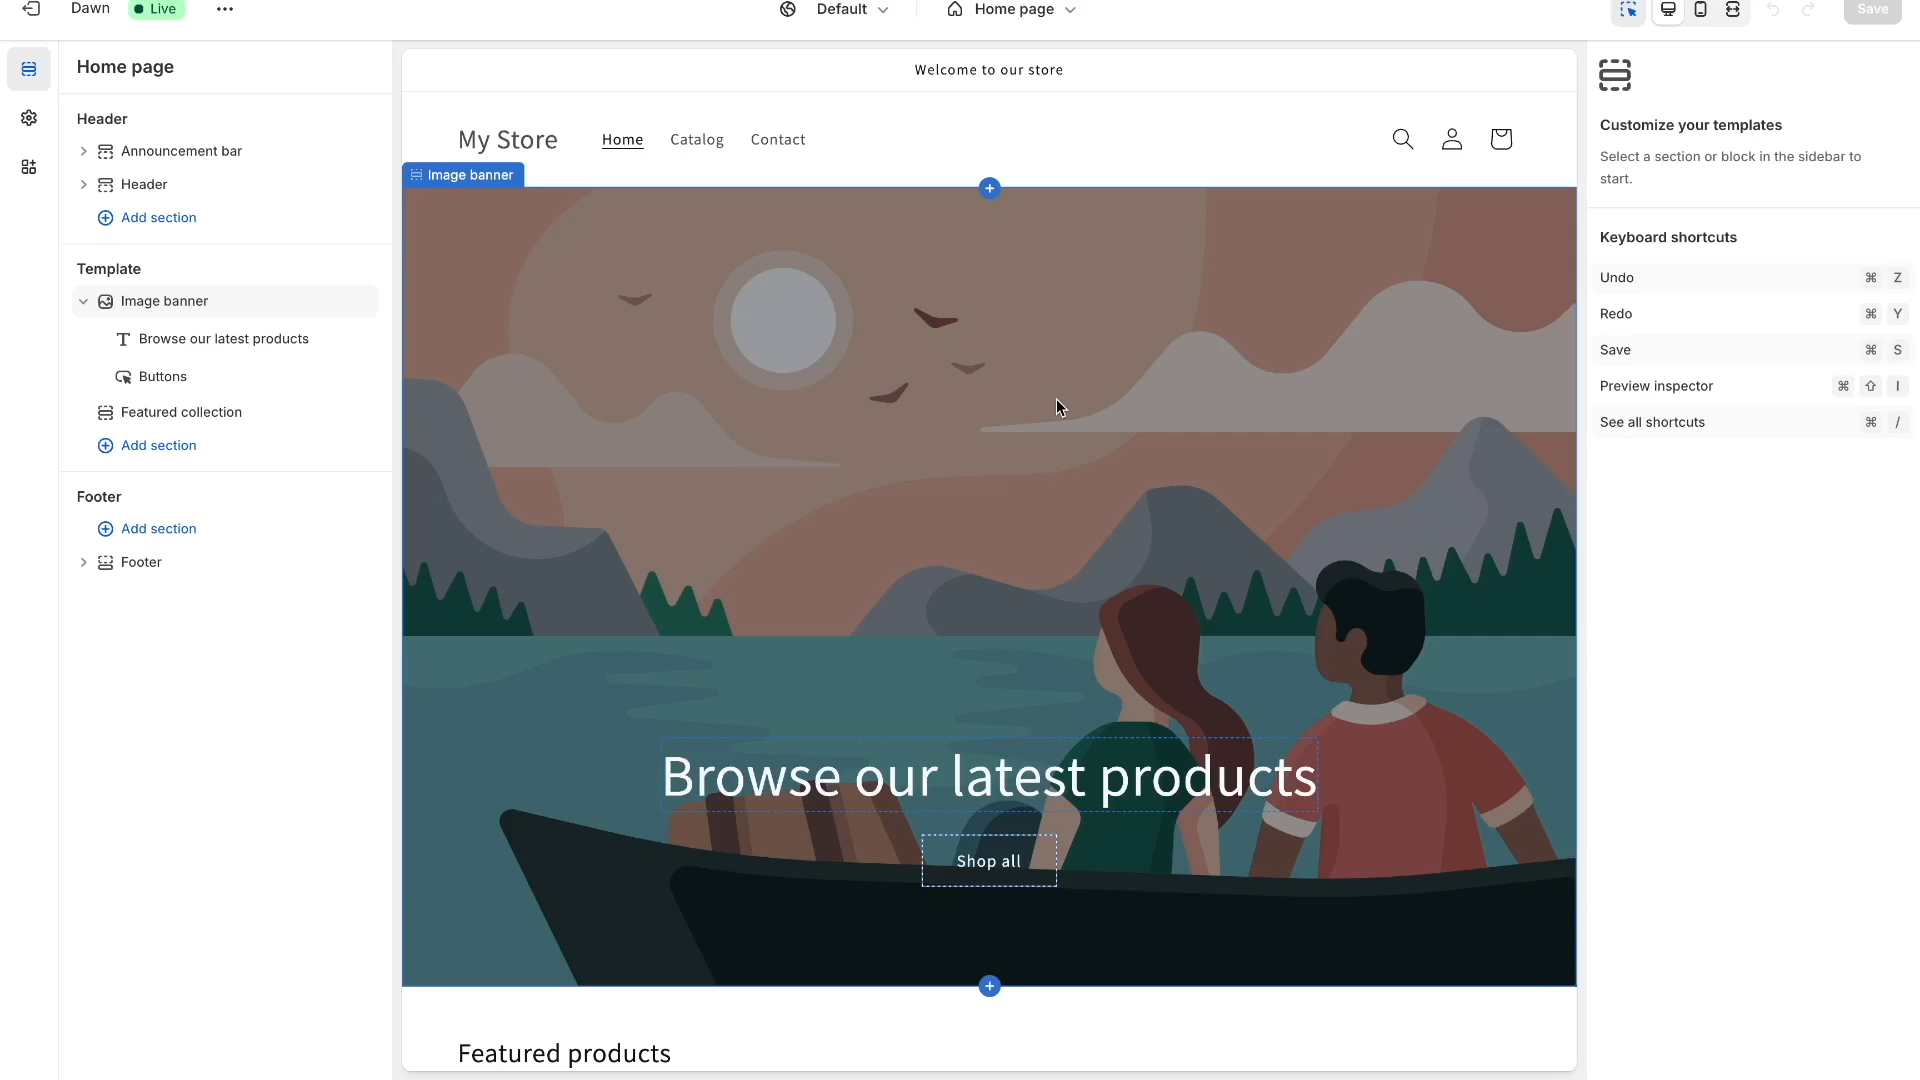 Dawn
Live
Default
Home page
Save
Home page
Header
Announcement bar
Header
Add section
Template
Image banner
Browse our latest products
Buttons
Featured collection
Add section
Footer
Add section
Footer
Welcome to our store
My Store
Home
Catalog
Contact
Image banner
Browse our latest products
Shop all
Featured products
Customize your templates
Select a section or block in the sidebar to
start.
Keyboard shortcuts
Undo ⌘ Z
Redo ⌘ Y
Save ⌘ S
Preview inspector ⌘ ⇧ I
See all shortcuts ⌘ /